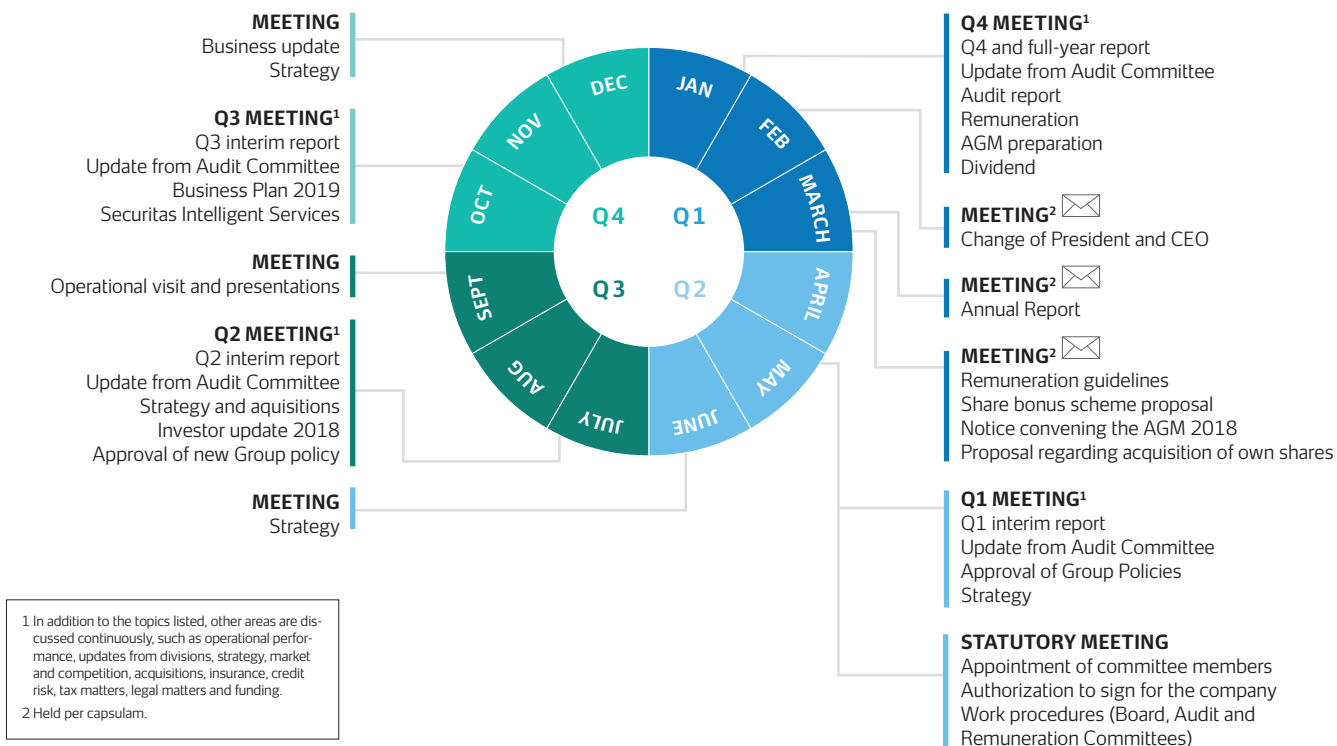 MEETING
Business update
Strategy
Q3 MEETING¹
Q3 interim report
Update from Audit Committee
Business Plan 2019
Securitas Intelligent Services
MEETING
Operational visit and presentations
Q2 MEETING¹
Q2 interim report
Update from Audit Committee
Strategy and aquisitions
Investor update 2018
Approval of new Group policy
MEETING
Strategy
1 In addition to the topics listed, other areas are dis-
cussed continuously, such as operational perfor-
mance, updates from divisions, strategy, market
and competition, acquisitions, insurance, credit
risk, tax matters, legal matters and funding.
2 Held per capsulam.
JAN
FEB
MARCH
APRIL
MAY
JUNE
JULY
AUG
SEPT
OCT
NOV
DEC
Q4 Q1
Q3 Q2
Q4 MEETING¹
Q4 and full-year report
Update from Audit Committee
Audit report
Remuneration
AGM preparation
Dividend
MEETING²
Change of President and CEO
MEETING²
Annual Report
MEETING²
Remuneration guidelines
Share bonus scheme proposal
Notice convening the AGM 2018
Proposal regarding acquisition of own shares
Q1 MEETING¹
Q1 interim report
Update from Audit Committee
Approval of Group Policies
Strategy
STATUTORY MEETING
Appointment of committee members
Authorization to sign for the company
Work procedures (Board, Audit and
Remuneration Committees)